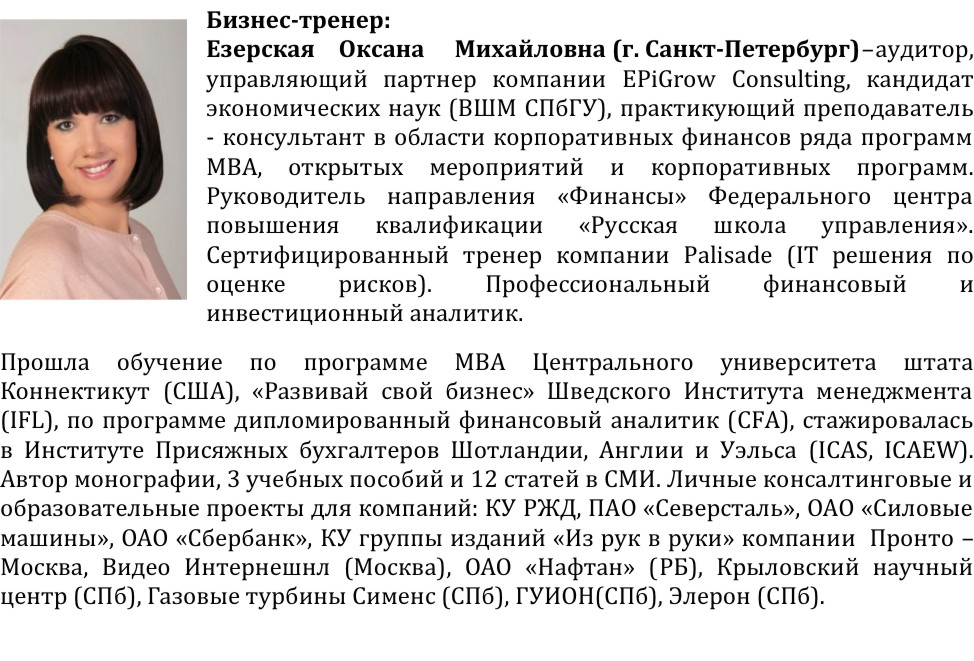 Бизнес-тренер:
Езерская Оксана Михайловна (г. Санкт-Петербург)–аудитор,
управляющий партнер компании EPiGrow Consulting, кандидат
экономических наук (ВШМ СПбГУ), практикующий преподаватель
- консультант в области корпоративных финансов ряда программ
МВА, открытых мероприятий и корпоративных программ.
Руководитель направления «Финансы» Федерального центра
повышения квалификации «Русская школа управления».
Сертифицированный тренер компании Palisade (IT решения по
оценке рисков). Профессиональный финансовый и
инвестиционный аналитик.
Прошла обучение по программе МВА Центрального университета штата
Коннектикут (США), «Развивай свой бизнес» Шведского Института менеджмента
(IFL), по программе дипломированный финансовый аналитик (CFA), стажировалась
в Институте Присяжных бухгалтеров Шотландии, Англии и Уэльса (ICAS, ICAEW).
Автор монографии, 3 учебных пособий и 12 статей в СМИ. Личные консалтинговые и
образовательные проекты для компаний: КУ РЖД, ПАО «Северсталь», ОАО «Силовые
машины», ОАО «Сбербанк», КУ группы изданий «Из рук в руки» компании Пронто –
Москва, Видео Интернешнл (Москва), ОАО «Нафтан» (РБ), Крыловский научный
центр (СПб), Газовые турбины Сименс (СПб), ГУИОН(СПб), Элерон (СПб).